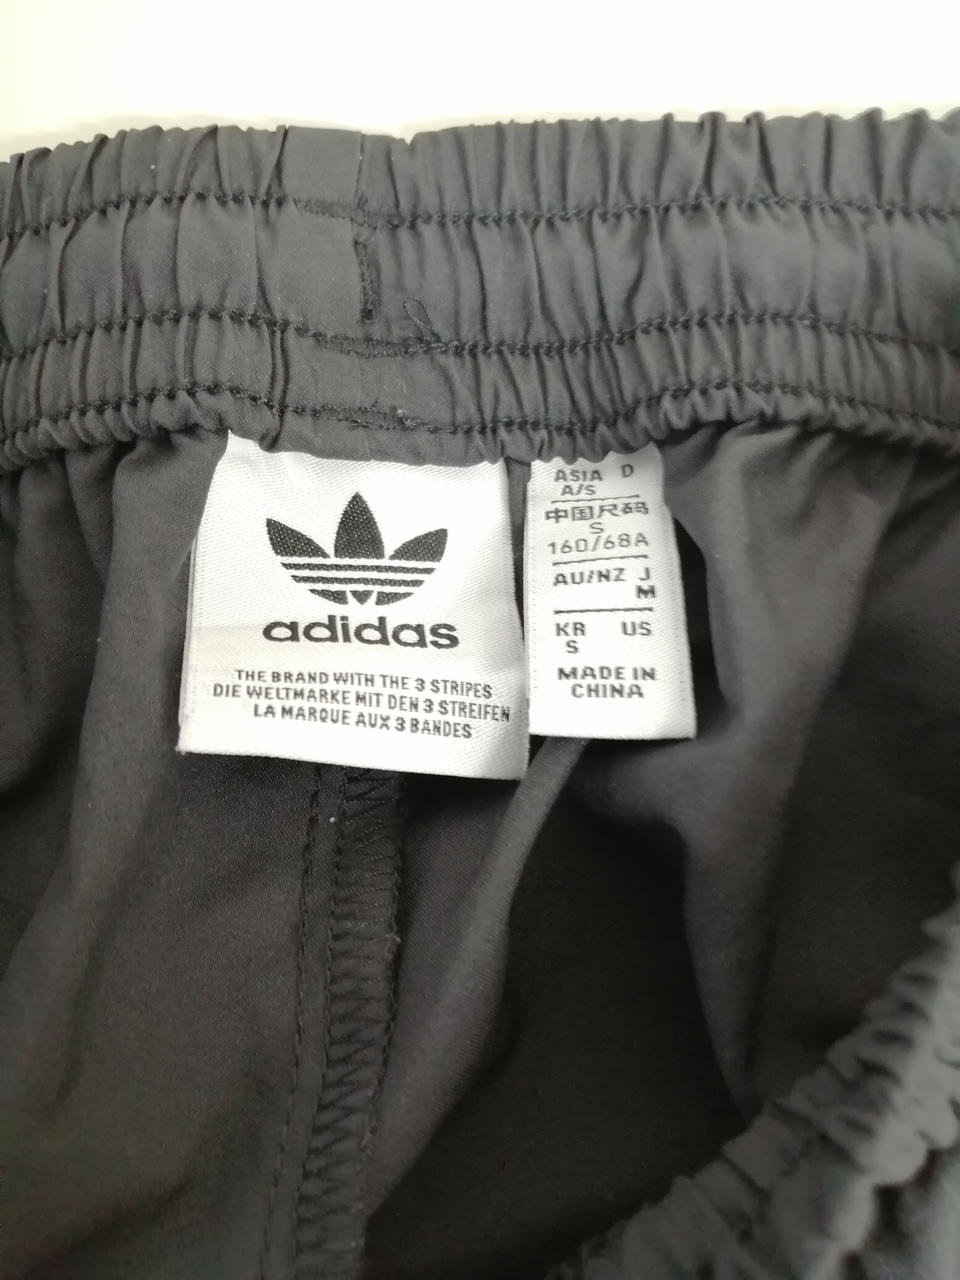 adidas
THE BRAND WITH THE 3 STRIPES
DIE WELTMARKE MIT DEN 3 STREIFEN
LA MARQUE AUX 3 BANDES
ASIA D
A/S
中国尺码
S
160/68A
AU/NZ J
M
KR US
S
MADE IN
CHINA